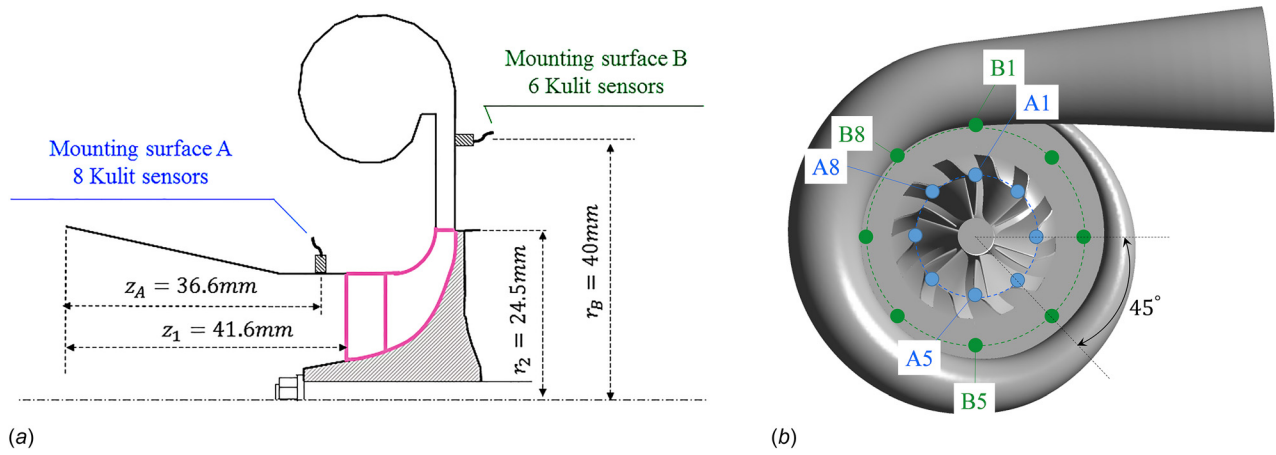 Mounting surface B
6 Kulit sensors
Mounting surface A
8 Kulit sensors
z_A = 36.6mm
z_1 = 41.6mm
r_2 = 24.5mm
r_B = 40mm
(a)
B1
A1
B8
A8
A5
B5
45°
(b)